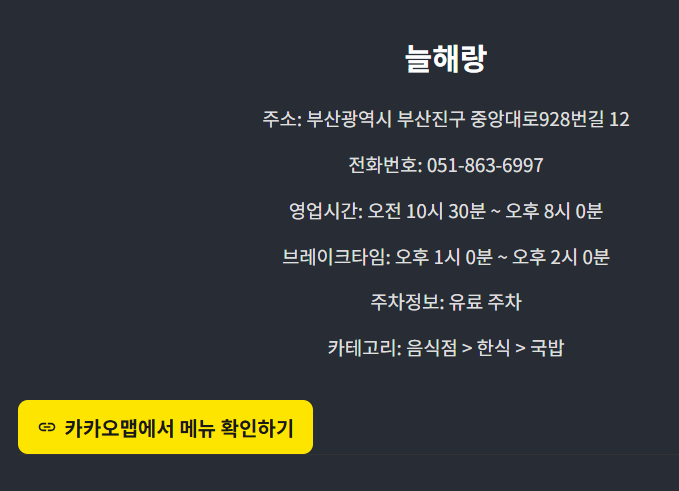 늘해랑
주소: 부산광역시 부산진구 중앙대로928번길 12
전화번호: 051-863-6997
영업시간: 오전 10시 30분 ~ 오후 8시 0분
브레이크타임: 오후 1시 0분 ~ 오후 2시 0분
주차정보: 유료 주차
카테고리: 음식점 > 한식 > 국밥
카카오맵에서 메뉴 확인하기